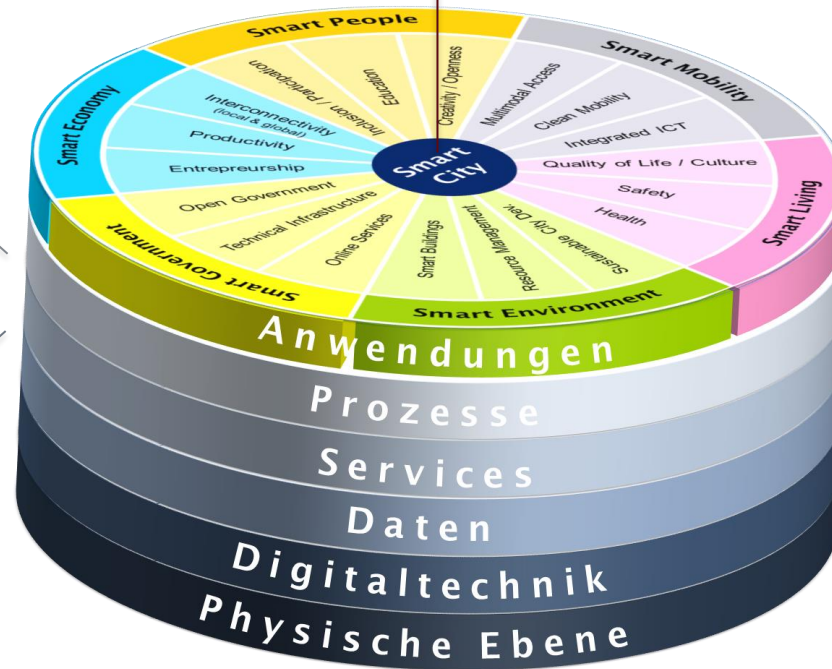 Smart People
Creativity / Openness
Education
Inclusion / Participation
Smart Mobility
Multimodal Access
Clean Mobility
Integrated ICT
Smart Living
Quality of Life / Culture
Safety
Health
Smart Environment
Sustainable City Dev.
Resource Management
Smart Buildings
Smart Government
Online Services
Technical Infrastructure
Open Government
Smart Economy
Entrepreurship
Productivity
Interconnectivity
(local & global)
Smart
City
Anwendungen
Prozesse
Services
Daten
Digitaltechnik
Physische Ebene